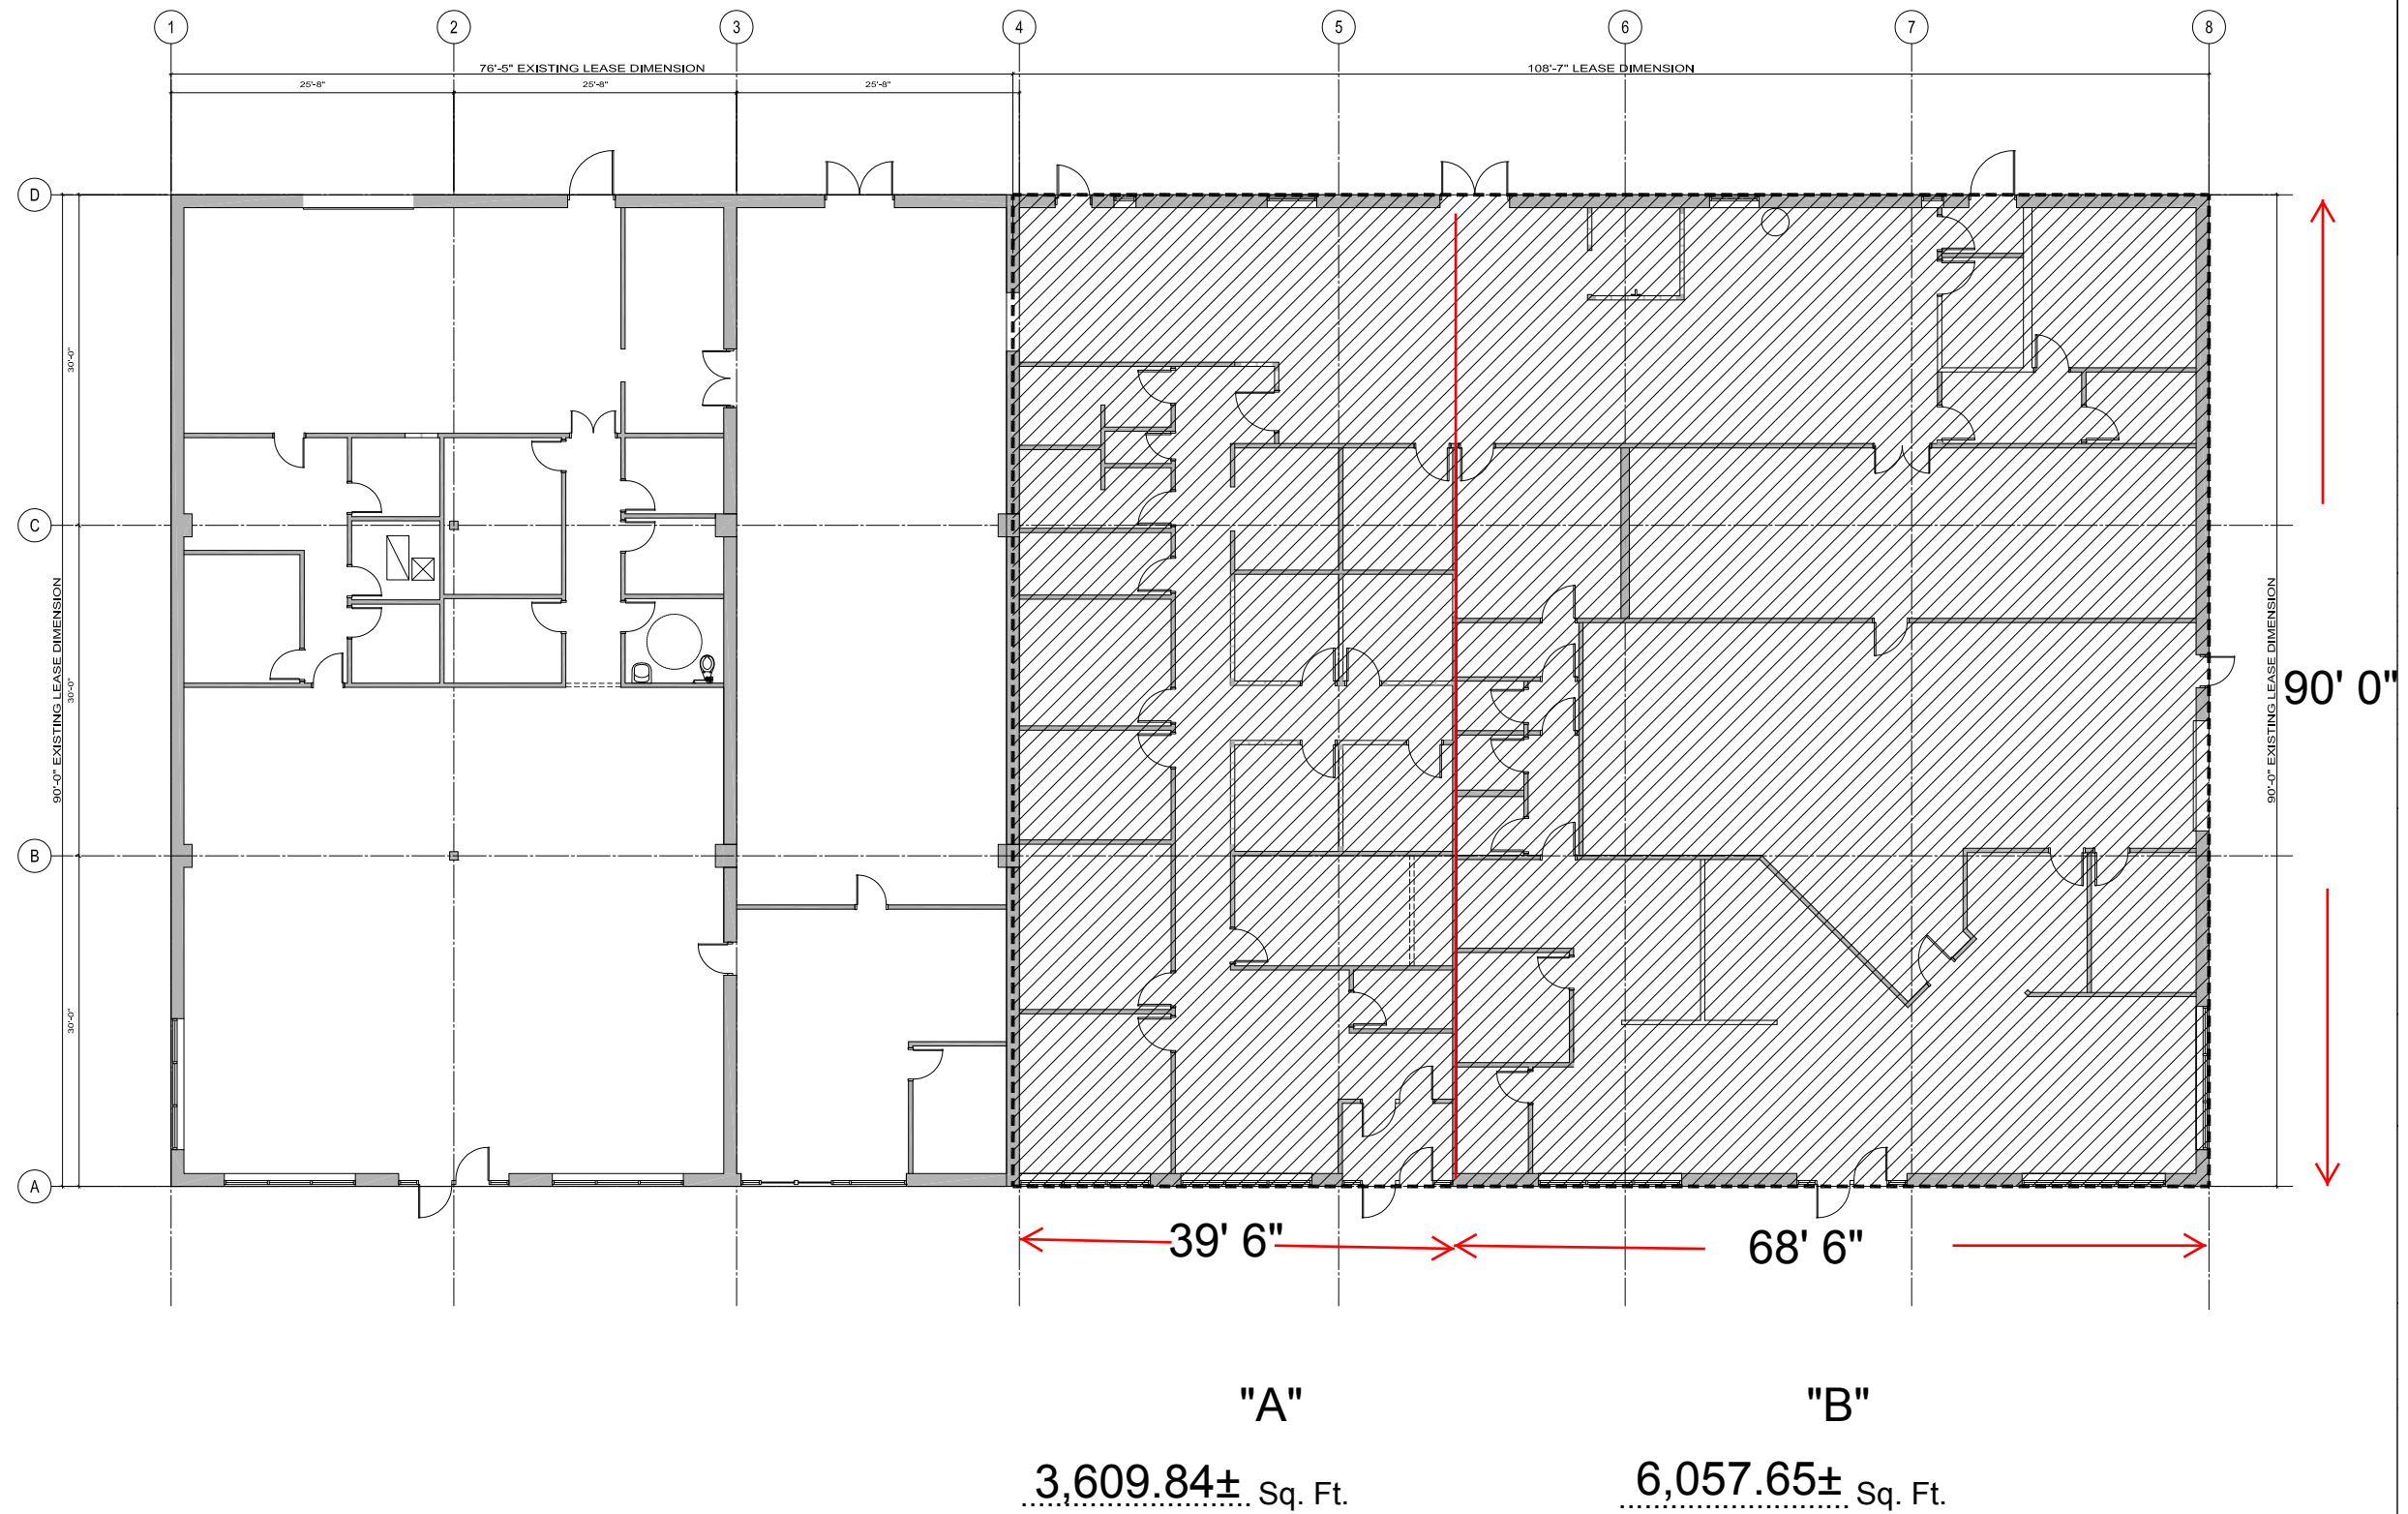 1 2 3 4 5 6 7 8
76'-5" EXISTING LEASE DIMENSION
108'-7" LEASE DIMENSION
25'-8" 25'-8" 25'-8"
D
30'-0"
C
90'-0" EXISTING LEASE DIMENSION
30'-0"
90'-0" EXISTING LEASE DIMENSION
90' 0"
B
30'-0"
A
39' 6"
68' 6"
"A" "B"
3,609.84± Sq. Ft. 6,057.65± Sq. Ft.